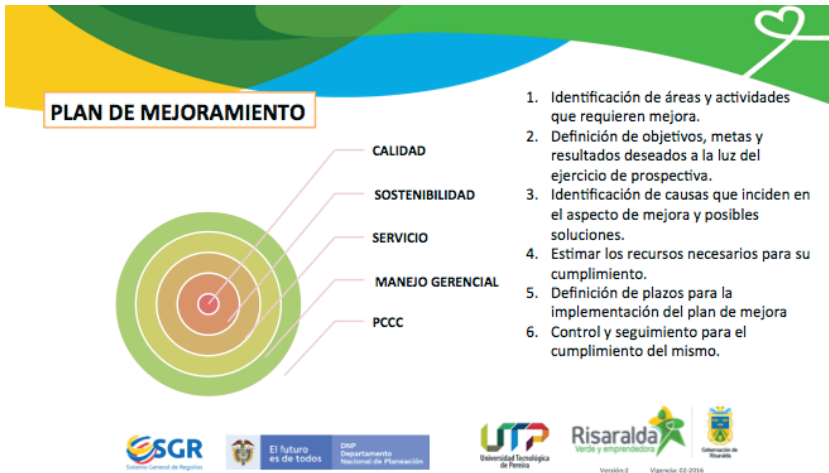 PLAN DE MEJORAMIENTO
CALIDAD
SOSTENIBILIDAD
SERVICIO
MANEJO GERENCIAL
PCCC
1. Identificación de áreas y actividades
que requieren mejora.
2. Definición de objetivos, metas y
resultados deseados a la luz del
ejercicio de prospectiva.
3. Identificación de causas que inciden en
el aspecto de mejora y posibles
soluciones.
4. Estimar los recursos necesarios para su
cumplimiento.
5. Definición de plazos para la
implementación del plan de mejora
6. Control y seguimiento para el
cumplimiento del mismo.
SGR
Sistema General de Regalías
El futuro
es de todos
DNP
Departamento
Nacional de Planeación
UTP
Universidad Tecnológica
de Pereira
Risaralda
Verde y emprendedora
Gobernación de
Risaralda
Versión:2 Vigencia: 02-2016